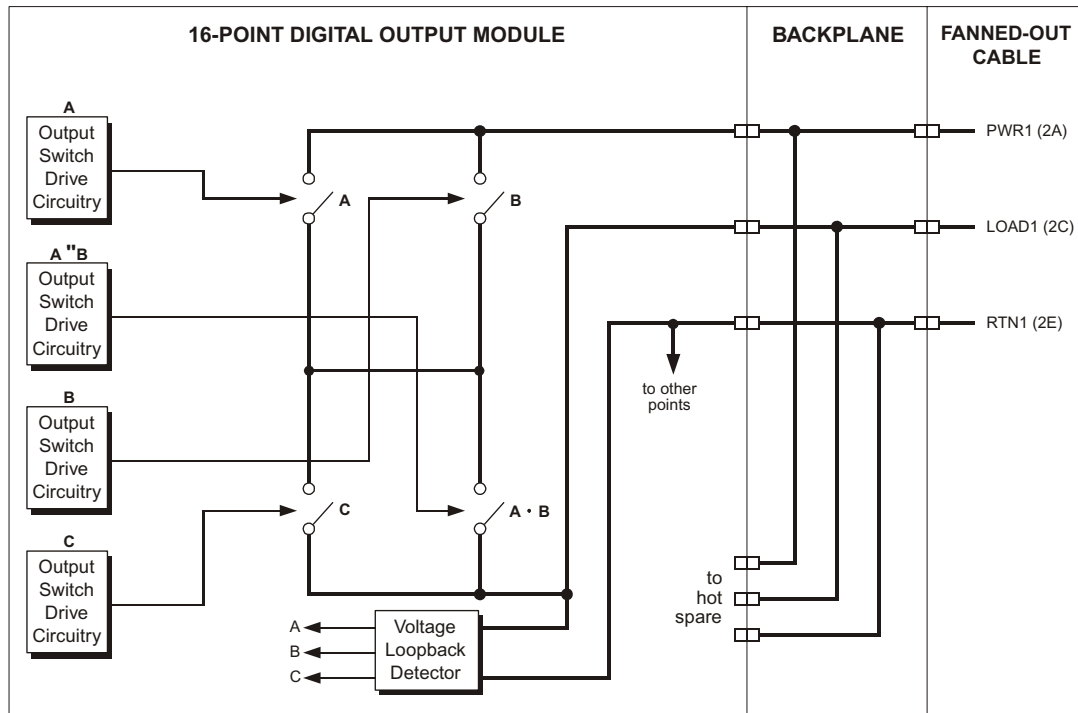 16-POINT DIGITAL OUTPUT MODULE
BACKPLANE
FANNED-OUT
CABLE
A
Output
Switch
Drive
Circuitry
A "B
Output
Switch
Drive
Circuitry
B
Output
Switch
Drive
Circuitry
C
Output
Switch
Drive
Circuitry
A
B
C
A · B
PWR1 (2A)
LOAD1 (2C)
RTN1 (2E)
to other
points
to
hot
spare
A
B
C
Voltage
Loopback
Detector